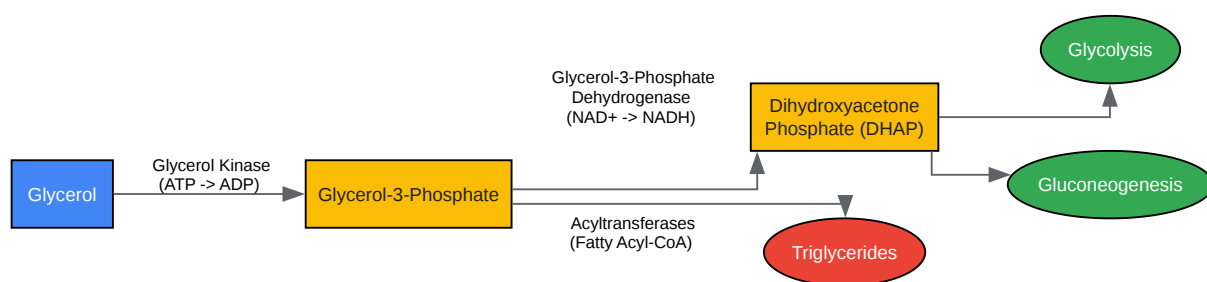 Glycerol
Glycerol Kinase
(ATP -> ADP)
Glycerol-3-Phosphate
Glycerol-3-Phosphate
Dehydrogenase
(NAD+ -> NADH)
Acyltransferases
(Fatty Acyl-CoA)
Dihydroxyacetone
Phosphate (DHAP)
Triglycerides
Glycolysis
Gluconeogenesis